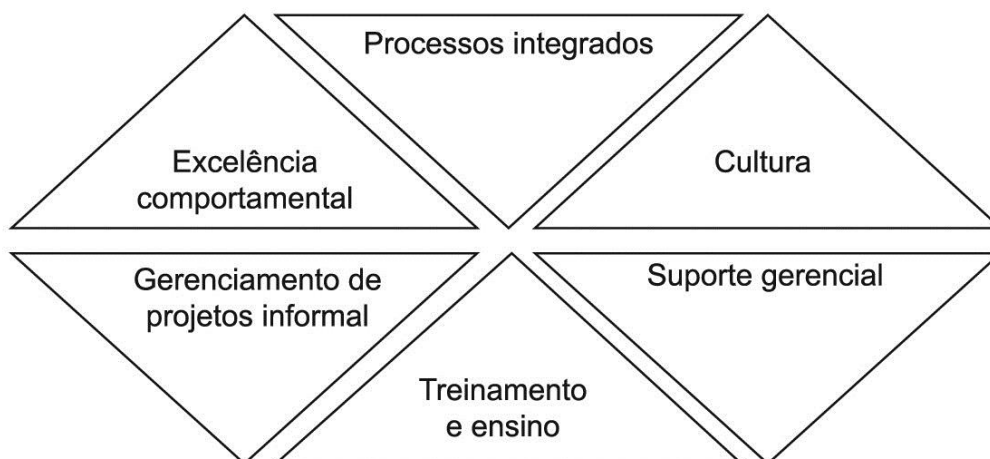 Processos integrados
Excelência
comportamental
Cultura
Gerenciamento de
projetos informal
Suporte gerencial
Treinamento
e ensino